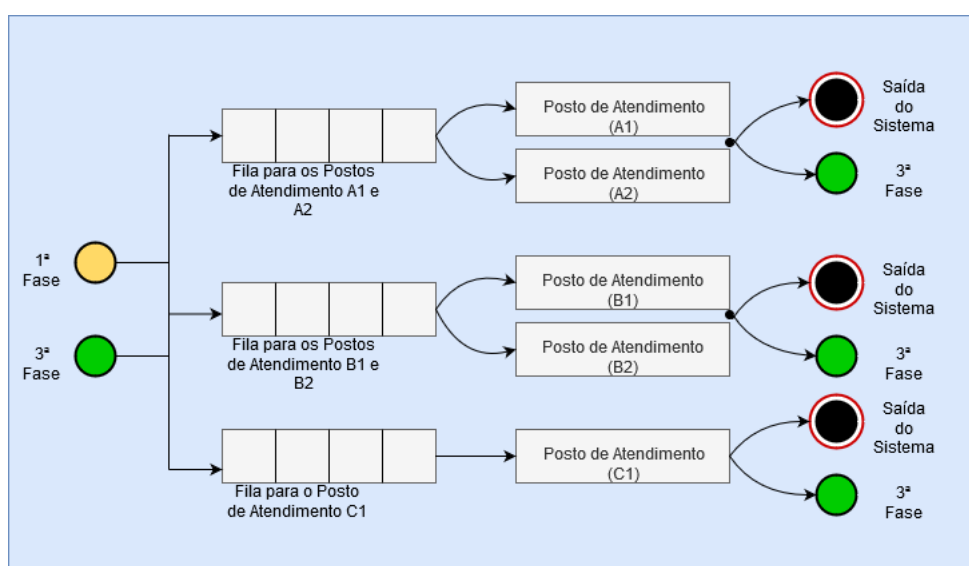 1ª
Fase
3ª
Fase
Fila para os Postos
de Atendimento A1 e
A2
Posto de Atendimento
(A1)
Posto de Atendimento
(A2)
Saída
do
Sistema
3ª
Fase
Fila para os Postos
de Atendimento B1 e
B2
Posto de Atendimento
(B1)
Posto de Atendimento
(B2)
Saída
do
Sistema
3ª
Fase
Fila para o Posto
de Atendimento C1
Posto de Atendimento
(C1)
Saída
do
Sistema
3ª
Fase